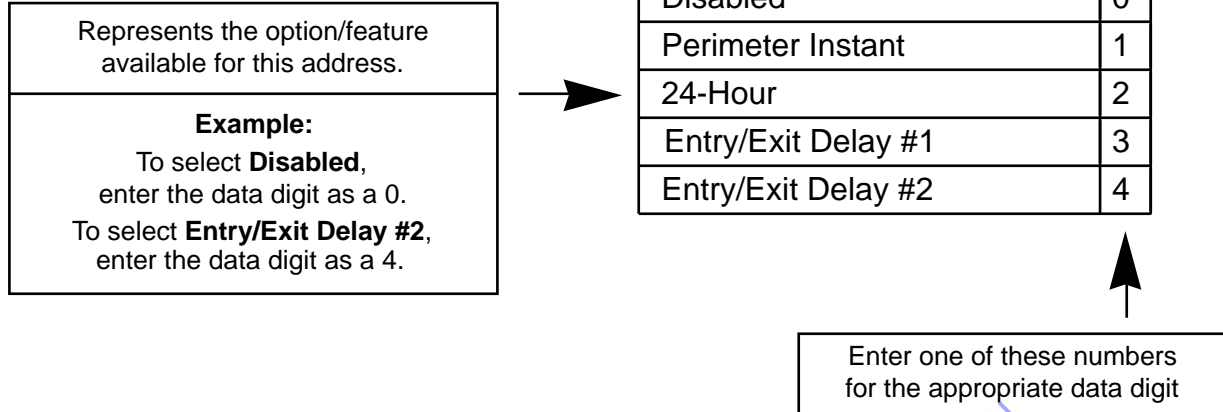 Represents the option/feature
available for this address.
Example:
To select Disabled,
enter the data digit as a 0.
To select Entry/Exit Delay #2,
enter the data digit as a 4.
Disabled 0
Perimeter Instant 1
24-Hour 2
Entry/Exit Delay #1 3
Entry/Exit Delay #2 4
Enter one of these numbers
for the appropriate data digit